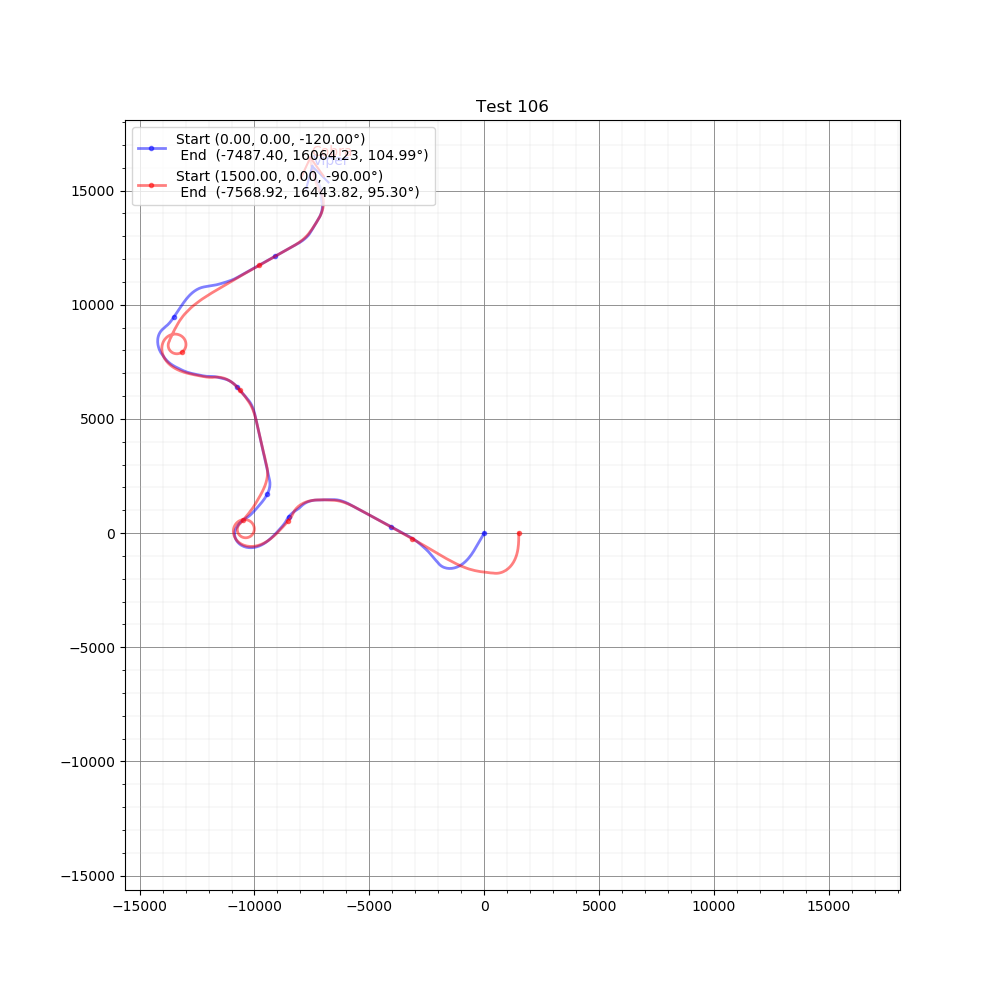 Test 106
Start (0.00, 0.00, -120.00°)
End (-7487.40, 16064.23, 104.99°)
Start (1500.00, 0.00, -90.00°)
End (-7568.92, 16443.82, 95.30°)
15000
10000
5000
0
−5000
−10000
−15000
−15000 −10000 −5000 0 5000 10000 15000